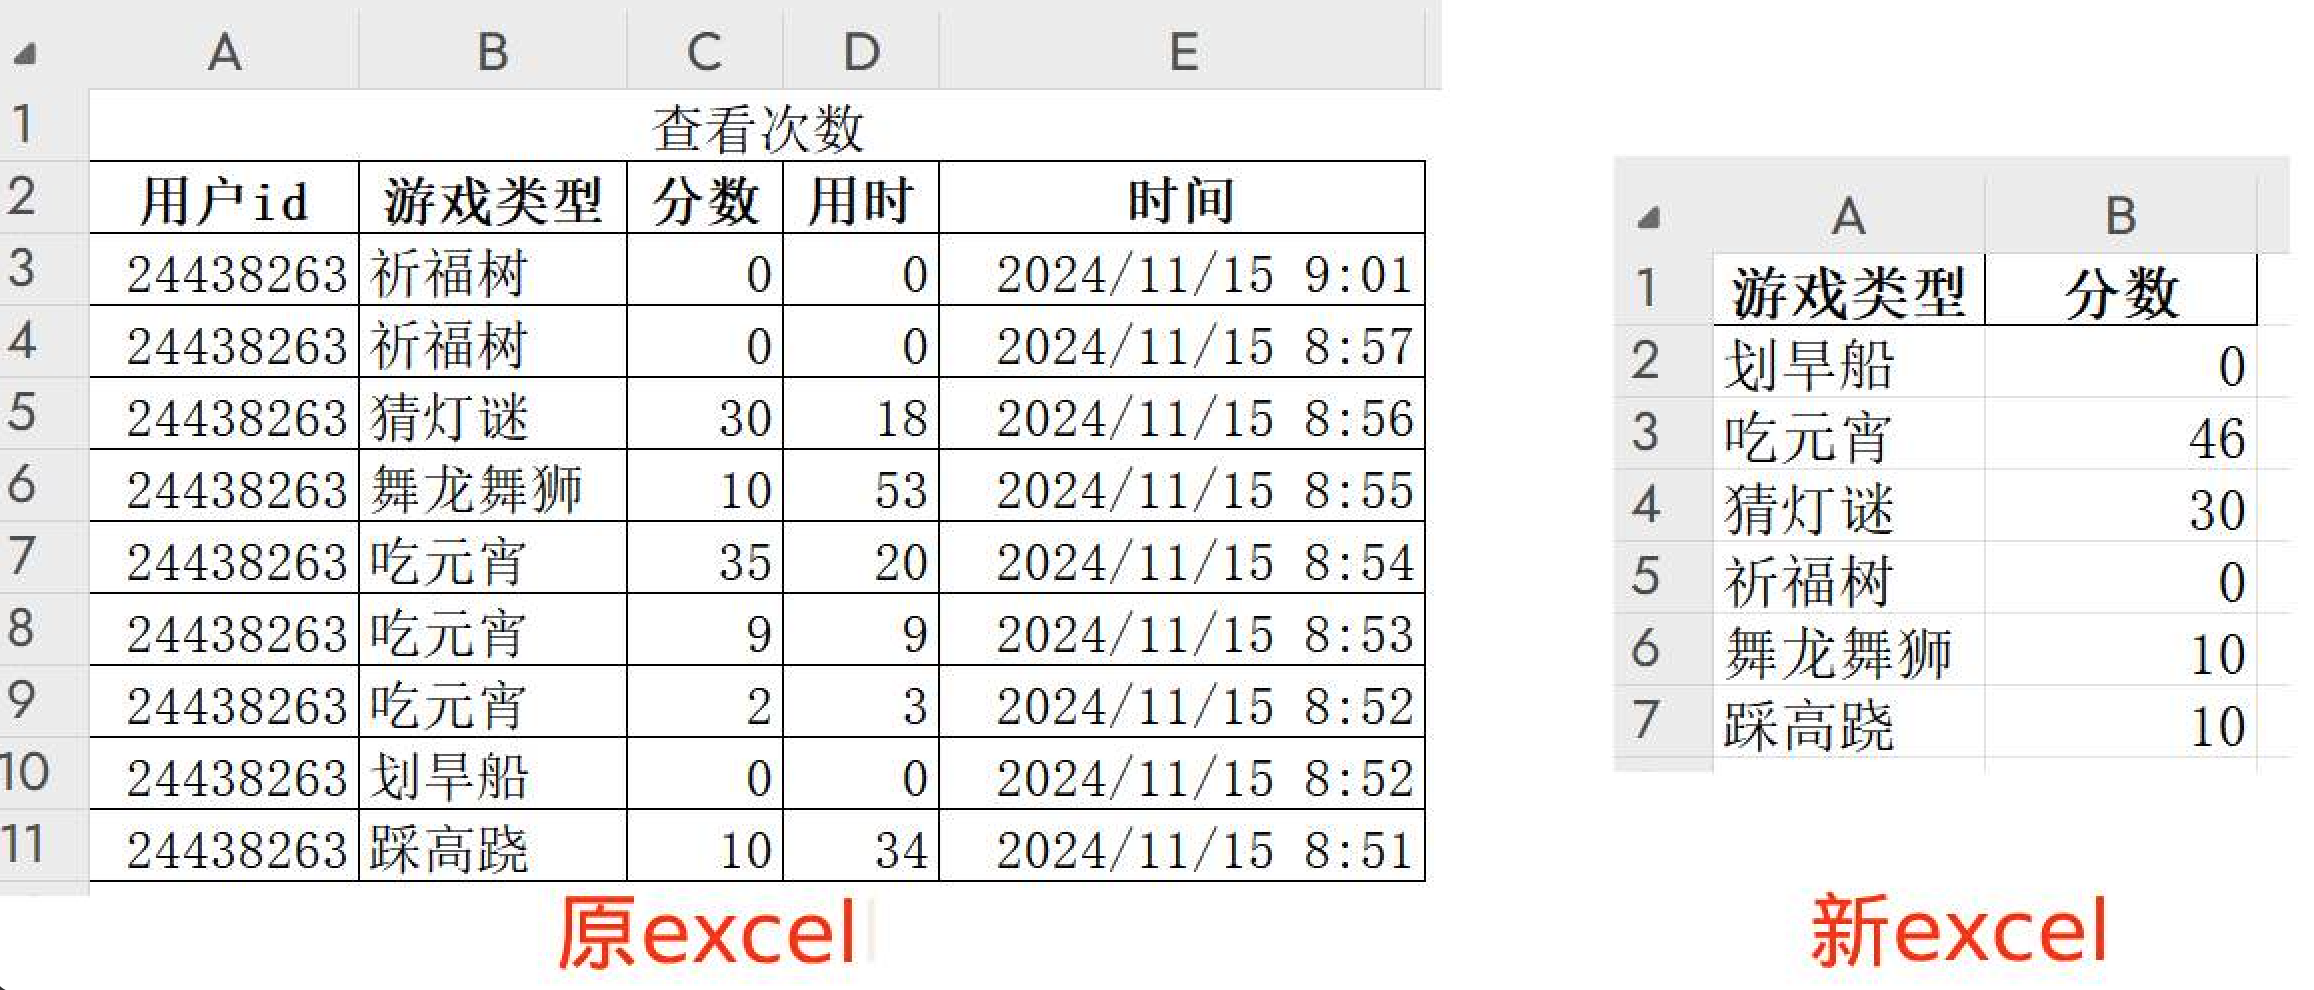 A B C D E
1 查看次数
2 用户id 游戏类型 分数 用时 时间
3 24438263 祈福树 0 0 2024/11/15 9:01
4 24438263 祈福树 0 0 2024/11/15 8:57
5 24438263 猜灯谜 30 18 2024/11/15 8:56
6 24438263 舞龙舞狮 10 53 2024/11/15 8:55
7 24438263 吃元宵 35 20 2024/11/15 8:54
8 24438263 吃元宵 9 9 2024/11/15 8:53
9 24438263 吃元宵 2 3 2024/11/15 8:52
10 24438263 划旱船 0 0 2024/11/15 8:52
11 24438263 踩高跷 10 34 2024/11/15 8:51
原excel
A B
1 游戏类型 分数
2 划旱船 0
3 吃元宵 46
4 猜灯谜 30
5 祈福树 0
6 舞龙舞狮 10
7 踩高跷 10
新excel